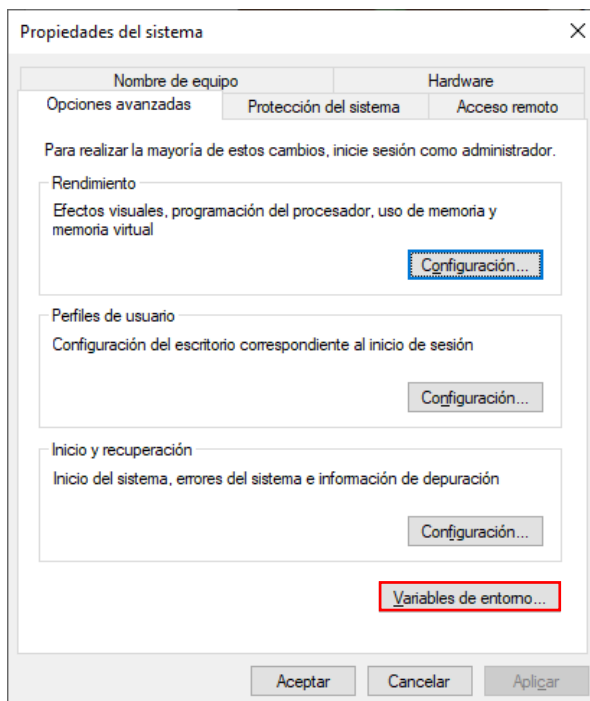 Propiedades del sistema
Nombre de equipo
Hardware
Opciones avanzadas
Protección del sistema
Acceso remoto
Para realizar la mayoría de estos cambios, inicie sesión como administrador.
Rendimiento
Efectos visuales, programación del procesador, uso de memoria y
memoria virtual
Configuración...
Perfiles de usuario
Configuración del escritorio correspondiente al inicio de sesión
Configuración...
Inicio y recuperación
Inicio del sistema, errores del sistema e información de depuración
Configuración...
Variables de entorno...
Aceptar
Cancelar
Aplicar